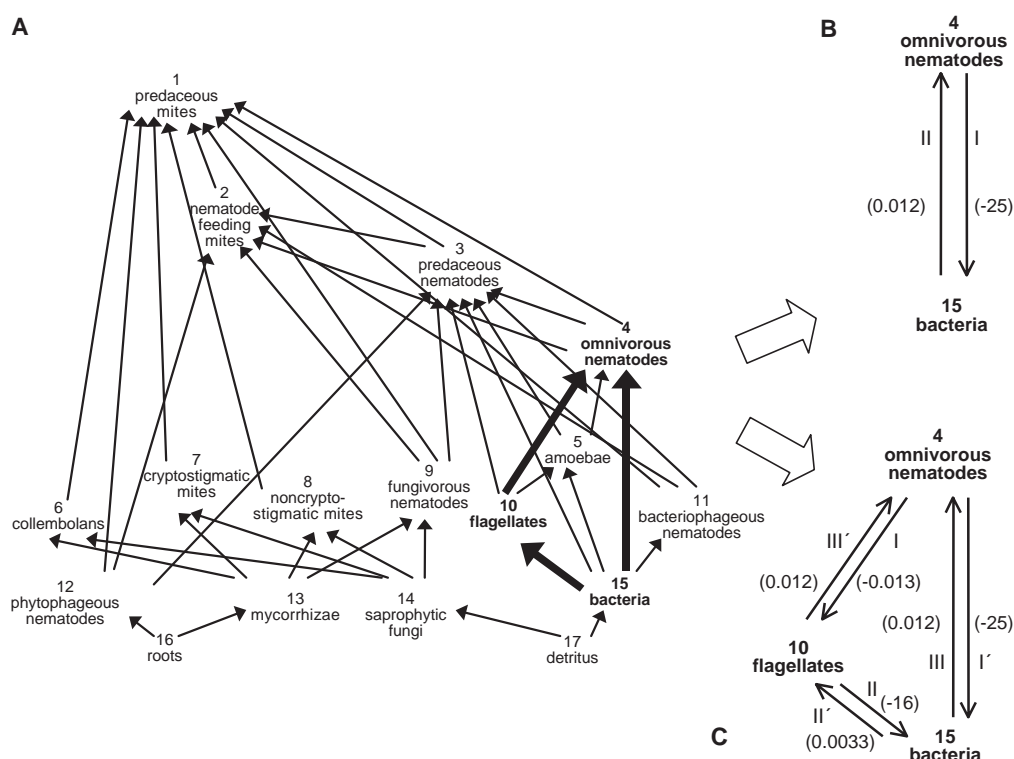 A
1
predaceous
mites
2
nematode
feeding
mites
3
predaceous
nematodes
4
omnivorous
nematodes
5
amoebae
6
collembolans
7
cryptostigmatic
mites
8
noncrypto-
stigmatic mites
9
fungivorous
nematodes
10
flagellates
11
bacteriophageous
nematodes
12
phytophageous
nematodes
13
mycorrhizae
14
saprophytic
fungi
15
bacteria
16
roots
17
detritus
B
4
omnivorous
nematodes
II
I
(0.012)
(-25)
15
bacteria
4
omnivorous
nematodes
III´
I
(0.012)
(-0.013)
(0.012)
(-25)
10
flagellates
III
I´
II
(-16)
II´
(0.0033)
C
15
bacteria